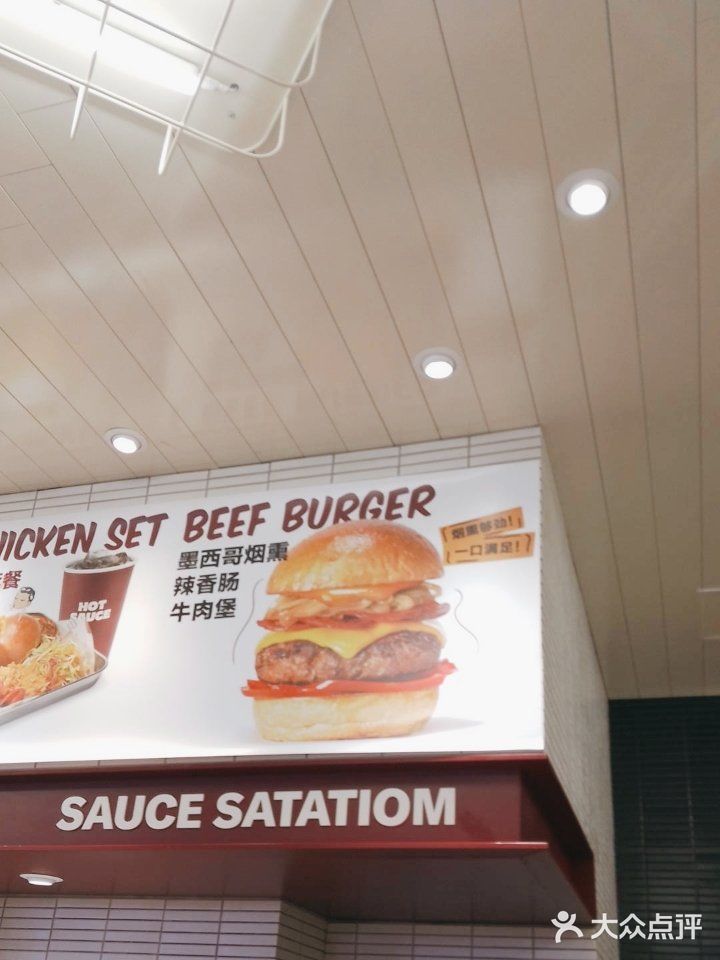 HICKEN SET BEEF BURGER
餐
墨西哥烟熏
辣香肠
牛肉堡
烟熏够劲!
一口满足!
HOT
SAUCE
SAUCE SATATIOM
大众点评